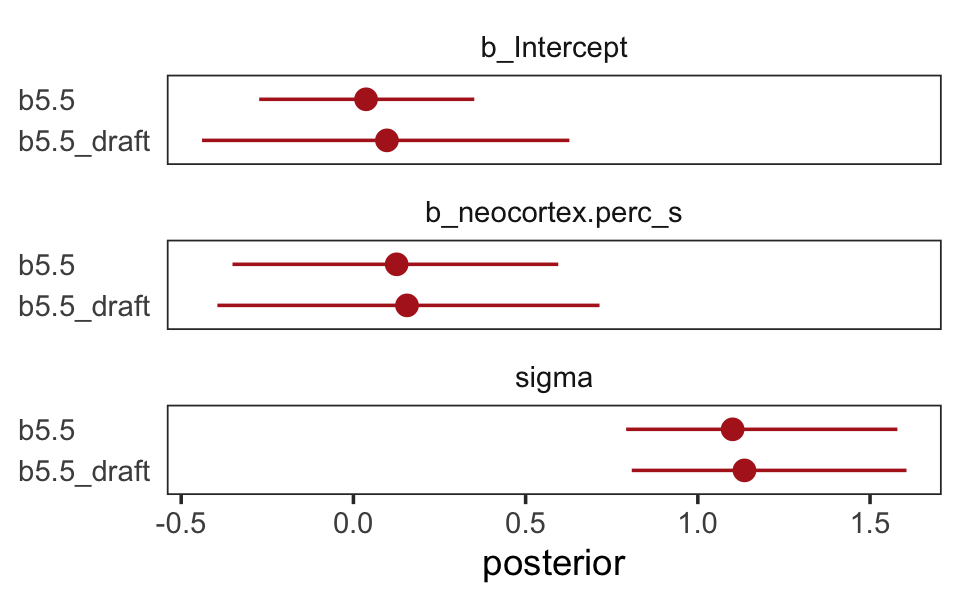 b_Intercept
b5.5
b5.5_draft
b_neocortex.perc_s
b5.5
b5.5_draft
sigma
b5.5
b5.5_draft
-0.5 0.0 0.5 1.0 1.5
posterior